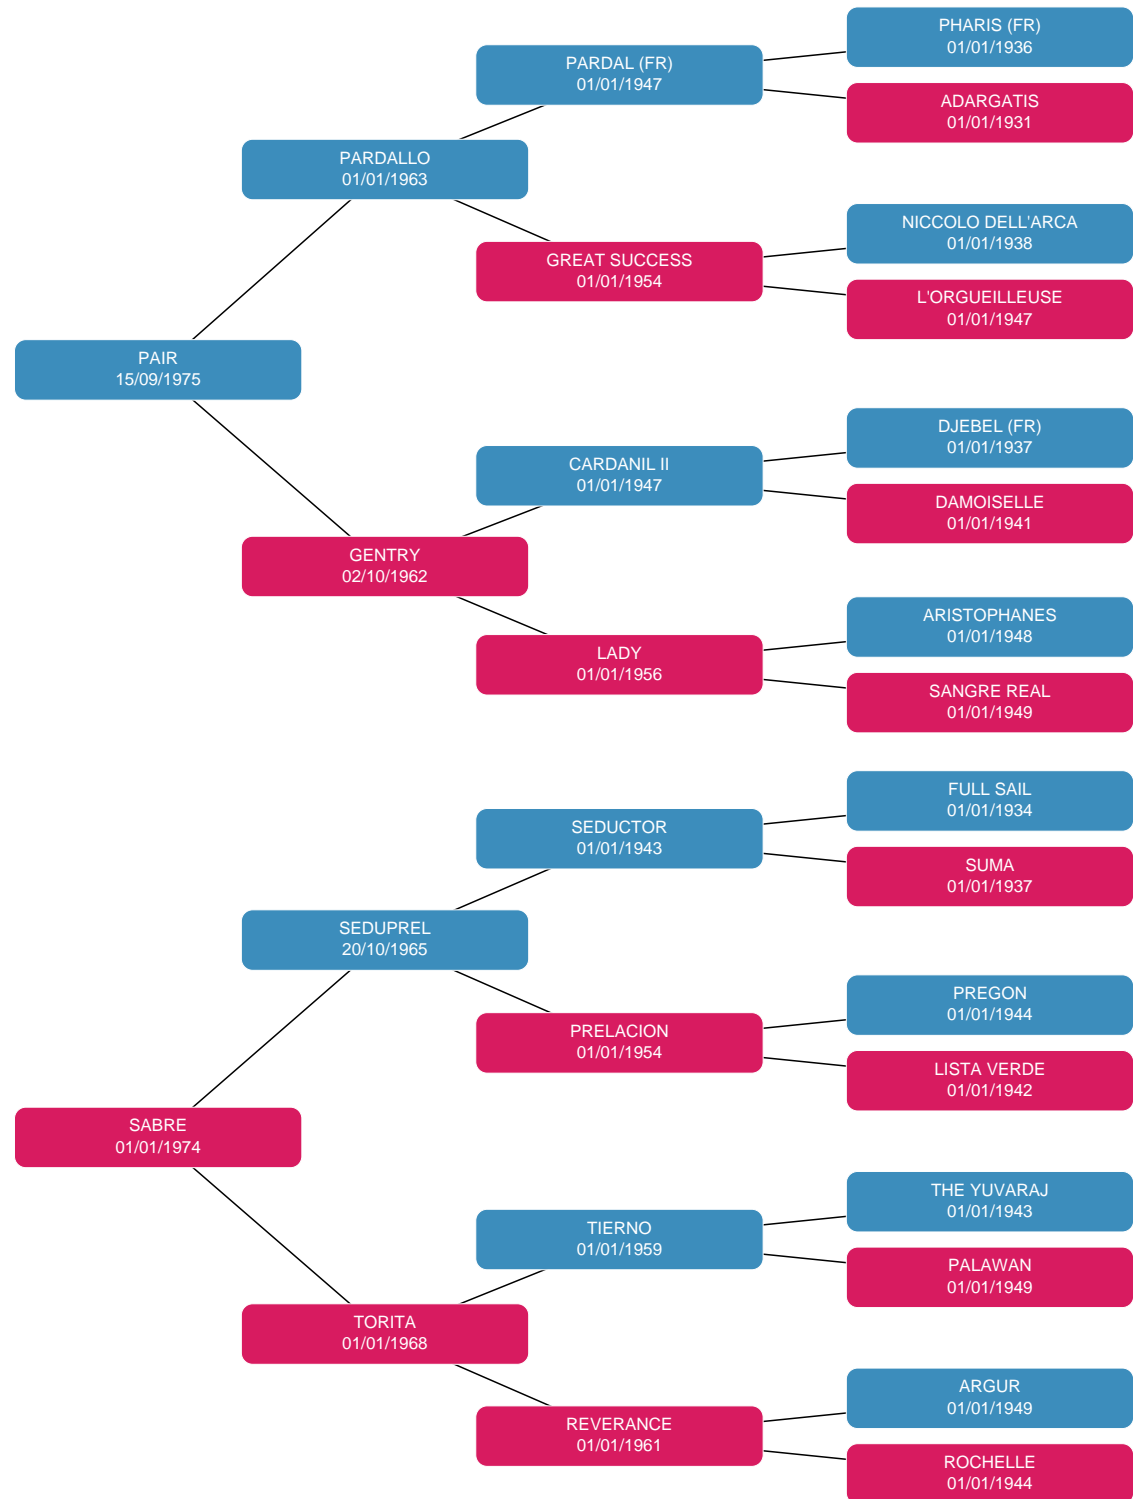 PHARIS (FR)
01/01/1936
PARDAL (FR)
01/01/1947
ADARGATIS
01/01/1931
PARDALLO
01/01/1963
NICCOLO DELL'ARCA
01/01/1938
GREAT SUCCESS
01/01/1954
L'ORGUEILLEUSE
01/01/1947
PAIR
15/09/1975
DJEBEL (FR)
01/01/1937
CARDANIL II
01/01/1947
DAMOISELLE
01/01/1941
GENTRY
02/10/1962
ARISTOPHANES
01/01/1948
LADY
01/01/1956
SANGRE REAL
01/01/1949
FULL SAIL
01/01/1934
SEDUCTOR
01/01/1943
SUMA
01/01/1937
SEDUPREL
20/10/1965
PREGON
01/01/1944
PRELACION
01/01/1954
LISTA VERDE
01/01/1942
SABRE
01/01/1974
THE YUVARAJ
01/01/1943
TIERNO
01/01/1959
PALAWAN
01/01/1949
TORITA
01/01/1968
ARGUR
01/01/1949
REVERANCE
01/01/1961
ROCHELLE
01/01/1944